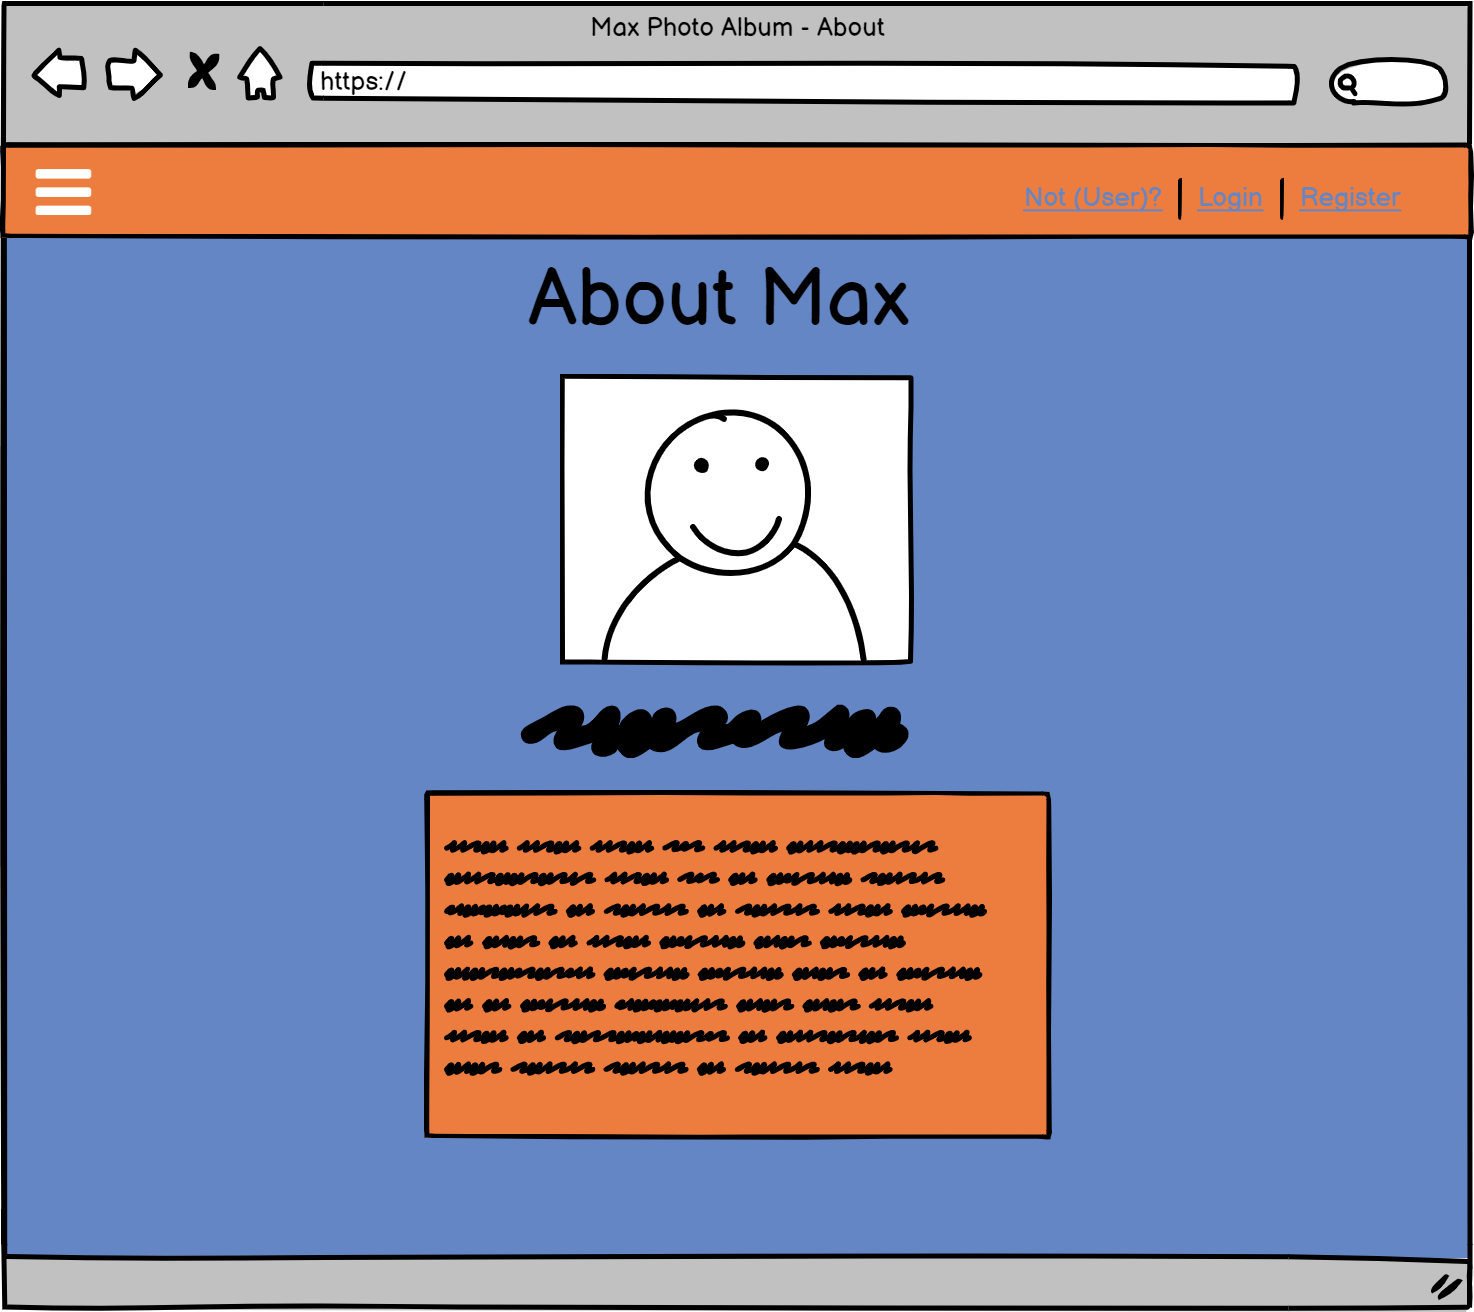 Max Photo Album - About
https://
Not (User)? Login Register
About Max